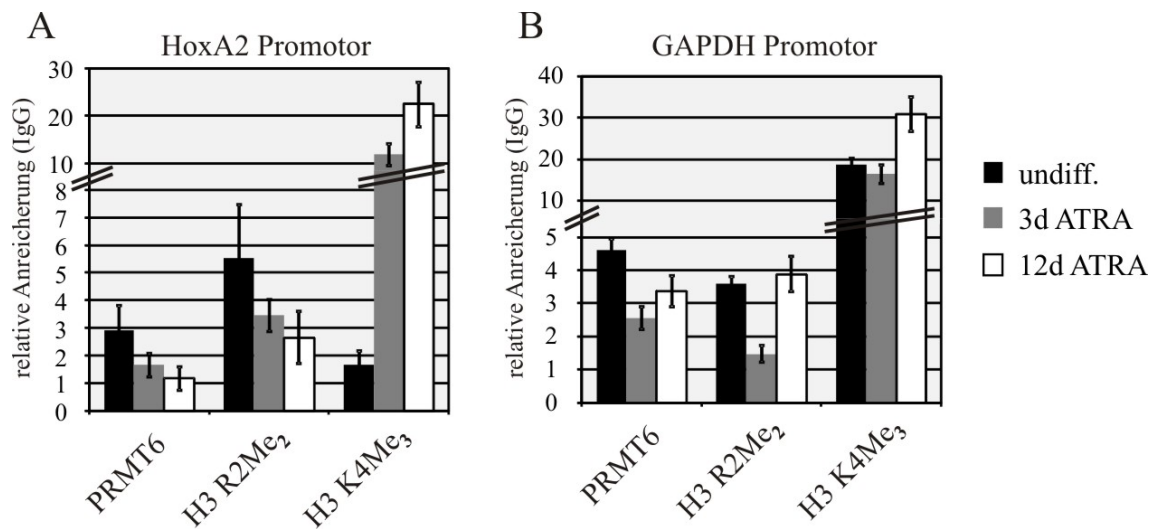 A
HoxA2 Promotor
relative Anreicherung (IgG)
30
20
10
8
7
6
5
4
3
2
1
0
PRMT6
H3 R2Me₂
H3 K4Me₃
B
GAPDH Promotor
relative Anreicherung (IgG)
40
30
20
10
5
4
3
2
1
0
PRMT6
H3 R2Me₂
H3 K4Me₃
undiff.
3d ATRA
12d ATRA